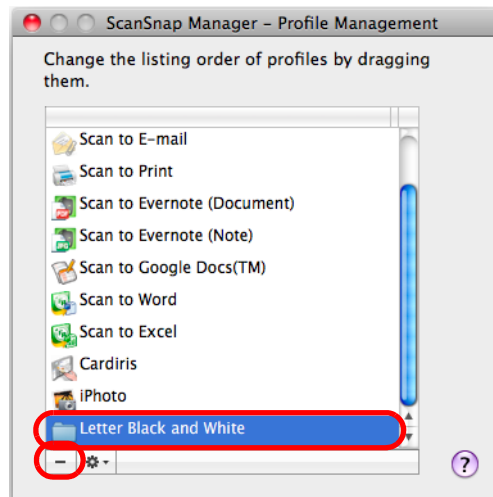 ScanSnap Manager – Profile Management
Change the listing order of profiles by dragging
them.
Scan to E-mail
Scan to Print
Scan to Evernote (Document)
Scan to Evernote (Note)
Scan to Google Docs(TM)
Scan to Word
Scan to Excel
Cardiris
iPhoto
Letter Black and White
– 
?